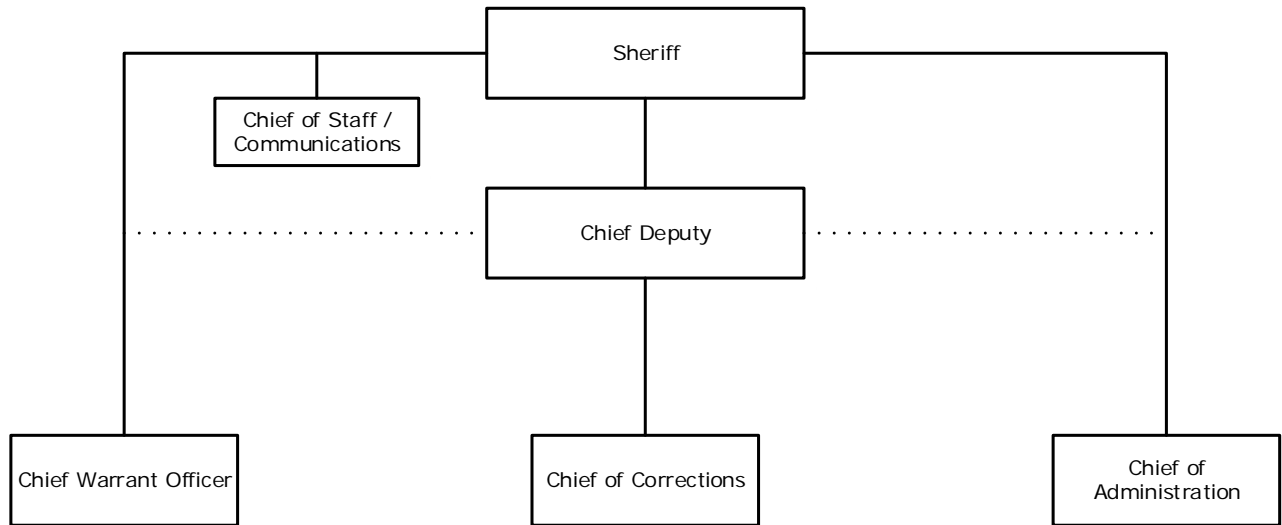 Sheriff
Chief of Staff /
Communications
Chief Deputy
Chief Warrant Officer
Chief of Corrections
Chief of
Administration